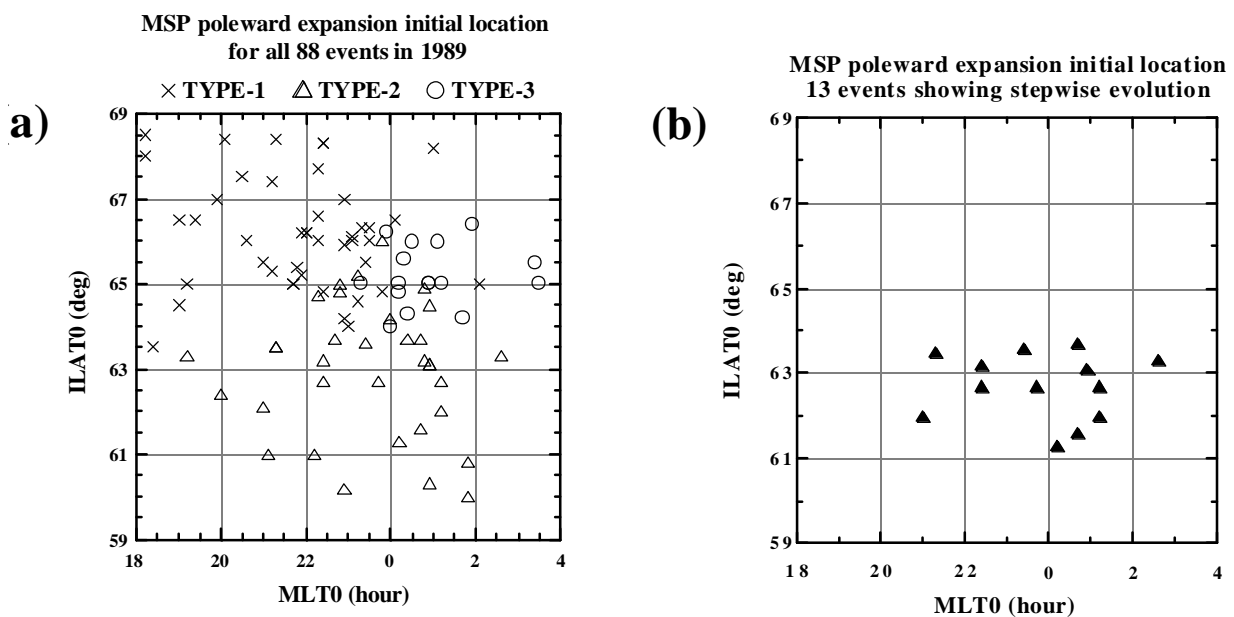 MSP poleward expansion initial location
for all 88 events in 1989
× TYPE-1 △ TYPE-2 ○ TYPE-3
a)
69
67
65
63
61
59
ILAT0 (deg)
18 20 22 0 2 4
MLT0 (hour)
MSP poleward expansion initial location
13 events showing stepwise evolution
(b)
69
67
65
63
61
59
ILAT0 (deg)
18 20 22 0 2 4
MLT0 (hour)